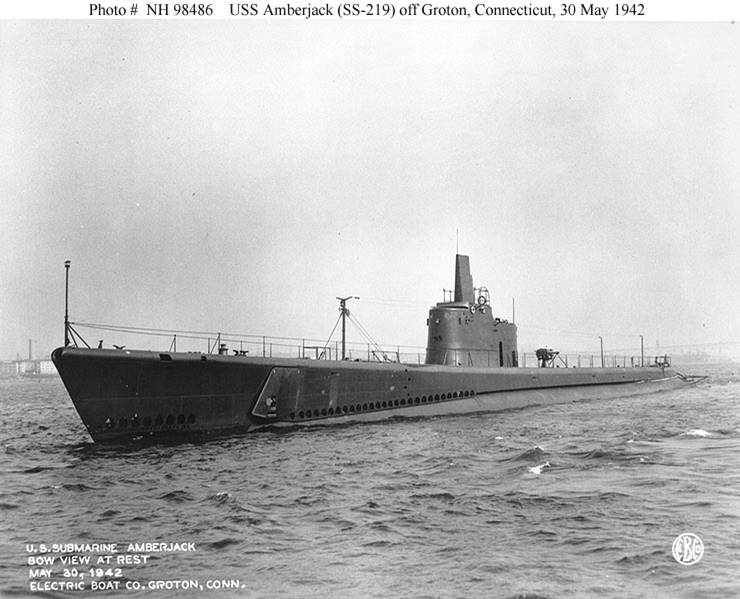 Photo # NH 98486 USS Amberjack (SS-219) off Groton, Connecticut, 30 May 1942
U.S. SUBMARINE AMBERJACK
BOW VIEW AT REST
MAY 30, 1942
ELECTRIC BOAT CO. GROTON, CONN.
EBCo